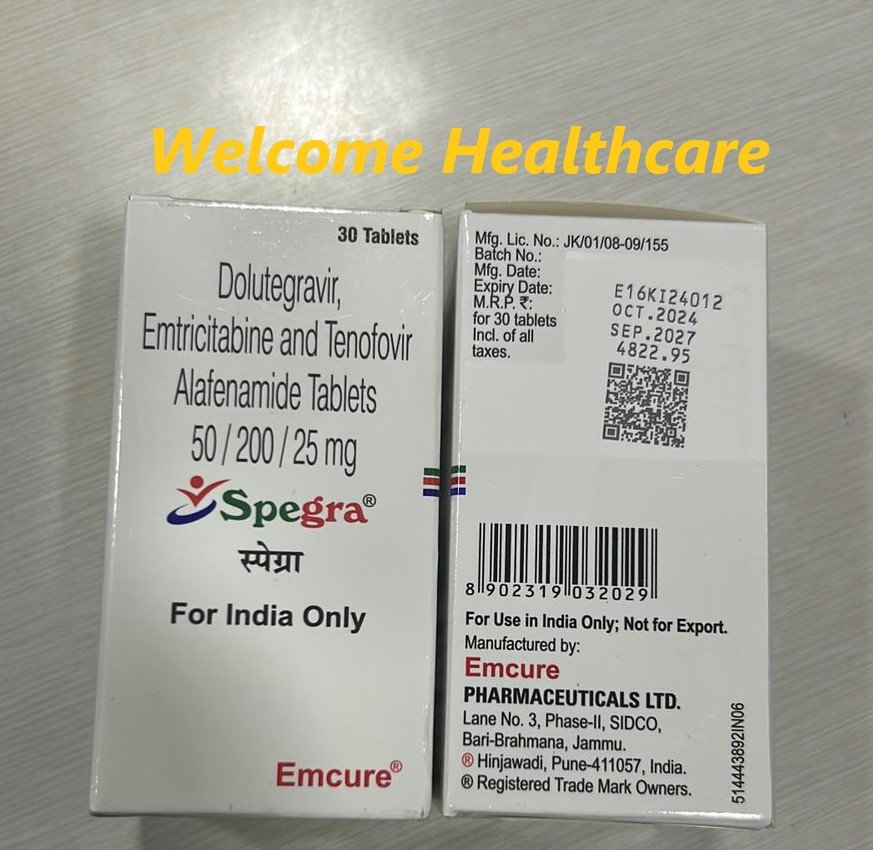 Welcome Healthcare
30 Tablets
Dolutegravir,
Emtricitabine and Tenofovir
Alafenamide Tablets
50 / 200 / 25 mg
Spegra®
स्पेग्रा
For India Only
Emcure®
Mfg. Lic. No.: JK/01/08-09/155
Batch No.:
Mfg. Date:
Expiry Date:
M.R.P. ₹:
for 30 tablets
Incl. of all
taxes.
E16KI24012
OCT.2024
SEP.2027
4822.95
8 902319 032029
For Use in India Only; Not for Export.
Manufactured by:
Emcure
PHARMACEUTICALS LTD.
Lane No. 3, Phase-II, SIDCO,
Bari-Brahmana, Jammu.
® Hinjawadi, Pune-411057, India.
® Registered Trade Mark Owners.
514443892IN06